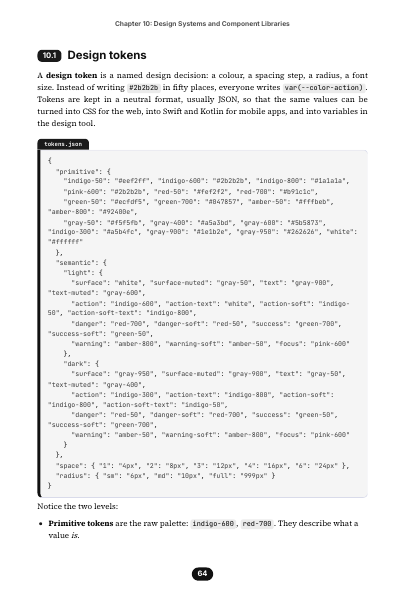 Chapter 10: Design Systems and Component Libraries
10.1 Design tokens
A design token is a named design decision: a colour, a spacing step, a radius, a font
size. Instead of writing #2b2b2b in fifty places, everyone writes var(--color-action).
Tokens are kept in a neutral format, usually JSON, so that the same values can be
turned into CSS for the web, into Swift and Kotlin for mobile apps, and into variables in
the design tool.
tokens.json
{
"primitive": {
"indigo-50": "#eef2ff", "indigo-600": "#2b2b2b", "indigo-800": "#1a1a1a",
"pink-600": "#2b2b2b", "red-50": "#fef2f2", "red-700": "#b91c1c",
"green-50": "#ecfdf5", "green-700": "#047857", "amber-50": "#fffbeb",
"amber-800": "#92400e",
"gray-50": "#f5f5fb", "gray-400": "#a5a3bd", "gray-600": "#5b5873",
"indigo-300": "#a5b4fc", "gray-900": "#1e1b2e", "gray-950": "#262626", "white":
"#ffffff"
},
"semantic": {
"light": {
"surface": "white", "surface-muted": "gray-50", "text": "gray-900",
"text-muted": "gray-600",
"action": "indigo-600", "action-text": "white", "action-soft": "indigo-
50", "action-soft-text": "indigo-800",
"danger": "red-700", "danger-soft": "red-50", "success": "green-700",
"success-soft": "green-50",
"warning": "amber-800", "warning-soft": "amber-50", "focus": "pink-600"
},
"dark": {
"surface": "gray-950", "surface-muted": "gray-900", "text": "gray-50",
"text-muted": "gray-400",
"action": "indigo-300", "action-text": "indigo-800", "action-soft":
"indigo-800", "action-soft-text": "indigo-50",
"danger": "red-50", "danger-soft": "red-700", "success": "green-50",
"success-soft": "green-700",
"warning": "amber-50", "warn-soft": "amber-800", "focus": "pink-600"
}
},
"space": { "1": "4px", "2": "8px", "3": "12px", "4": "16px", "6": "24px" },
"radius": { "sm": "6px", "md": "10px", "full": "999px" }
}
Notice the two levels:
• Primitive tokens are the raw palette: indigo-600, red-700. They describe what a
value is.
64